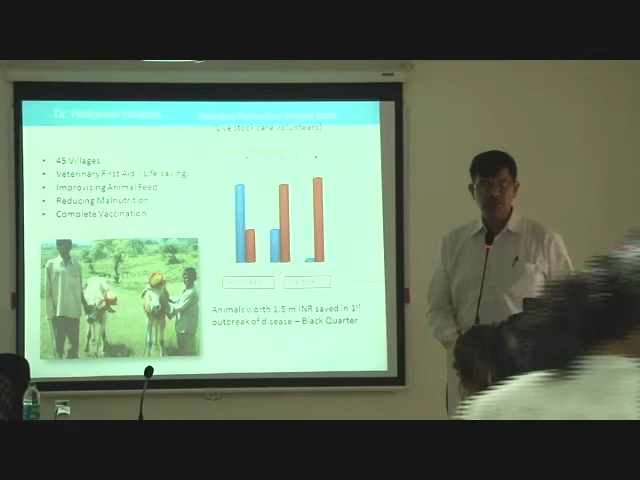 Dr. Hedgewar Hospital
(Live stock care volunteers)
• 45 Villages.
• Veterinary First Aid / Life saving.
• Improvising Animal Feed
• Reducing Malnutrition
• Complete Vaccination
Animals worth 1.5 m INR saved in 1st
outbreak of disease – Black Quarter